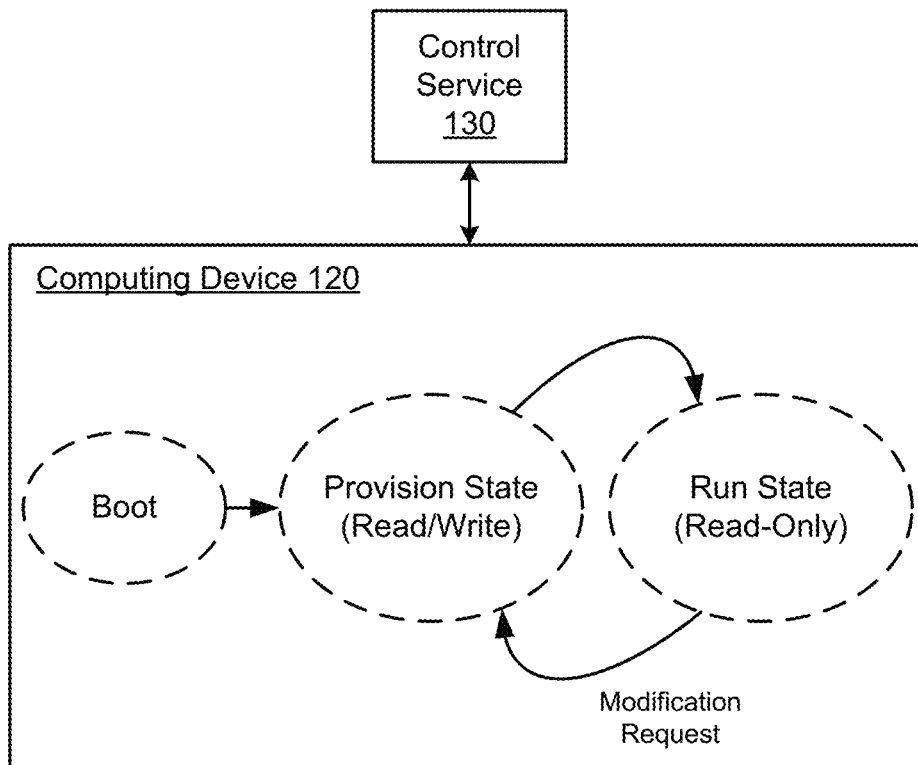 Control
Service
130
Computing Device 120
Boot
Provision State
(Read/Write)
Run State
(Read-Only)
Modification
Request